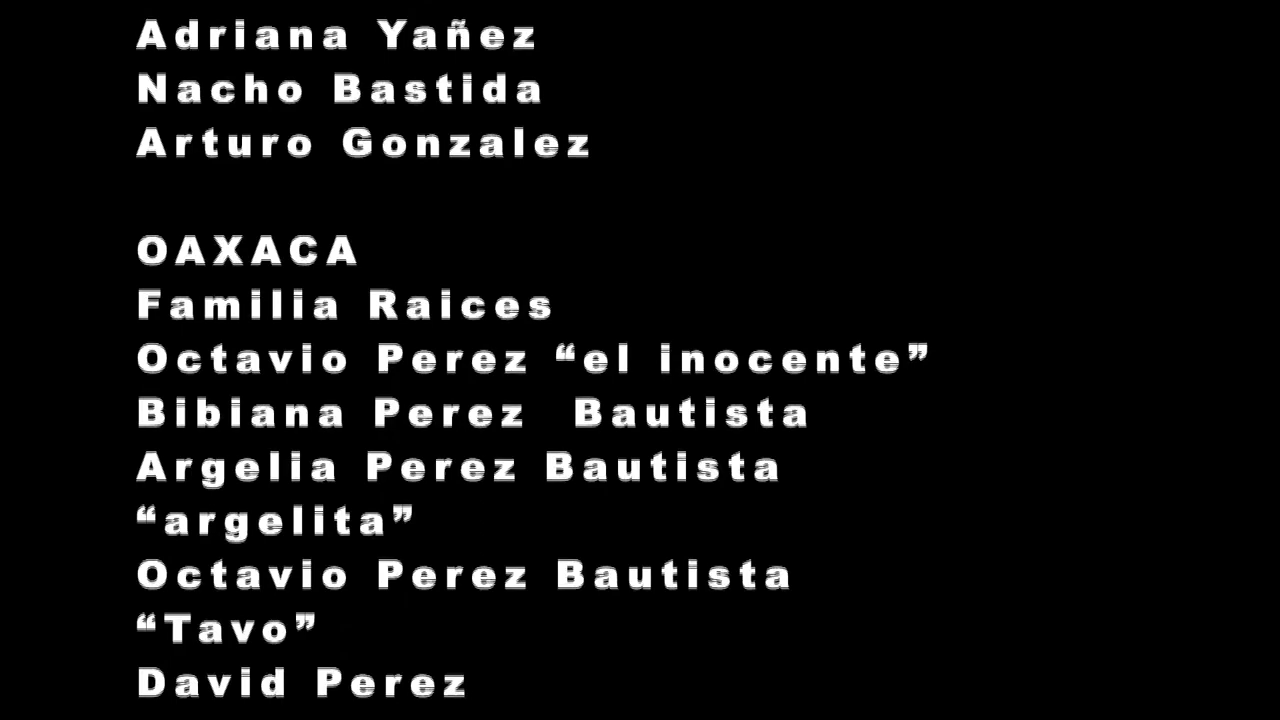 Adriana Yañez
Nacho Bastida
Arturo Gonzalez
OAXACA
Familia Raices
Octavio Perez “el inocente”
Bibiana Perez  Bautista
Argelia Perez Bautista
“argelita”
Octavio Perez Bautista
“Tavo”
David Perez